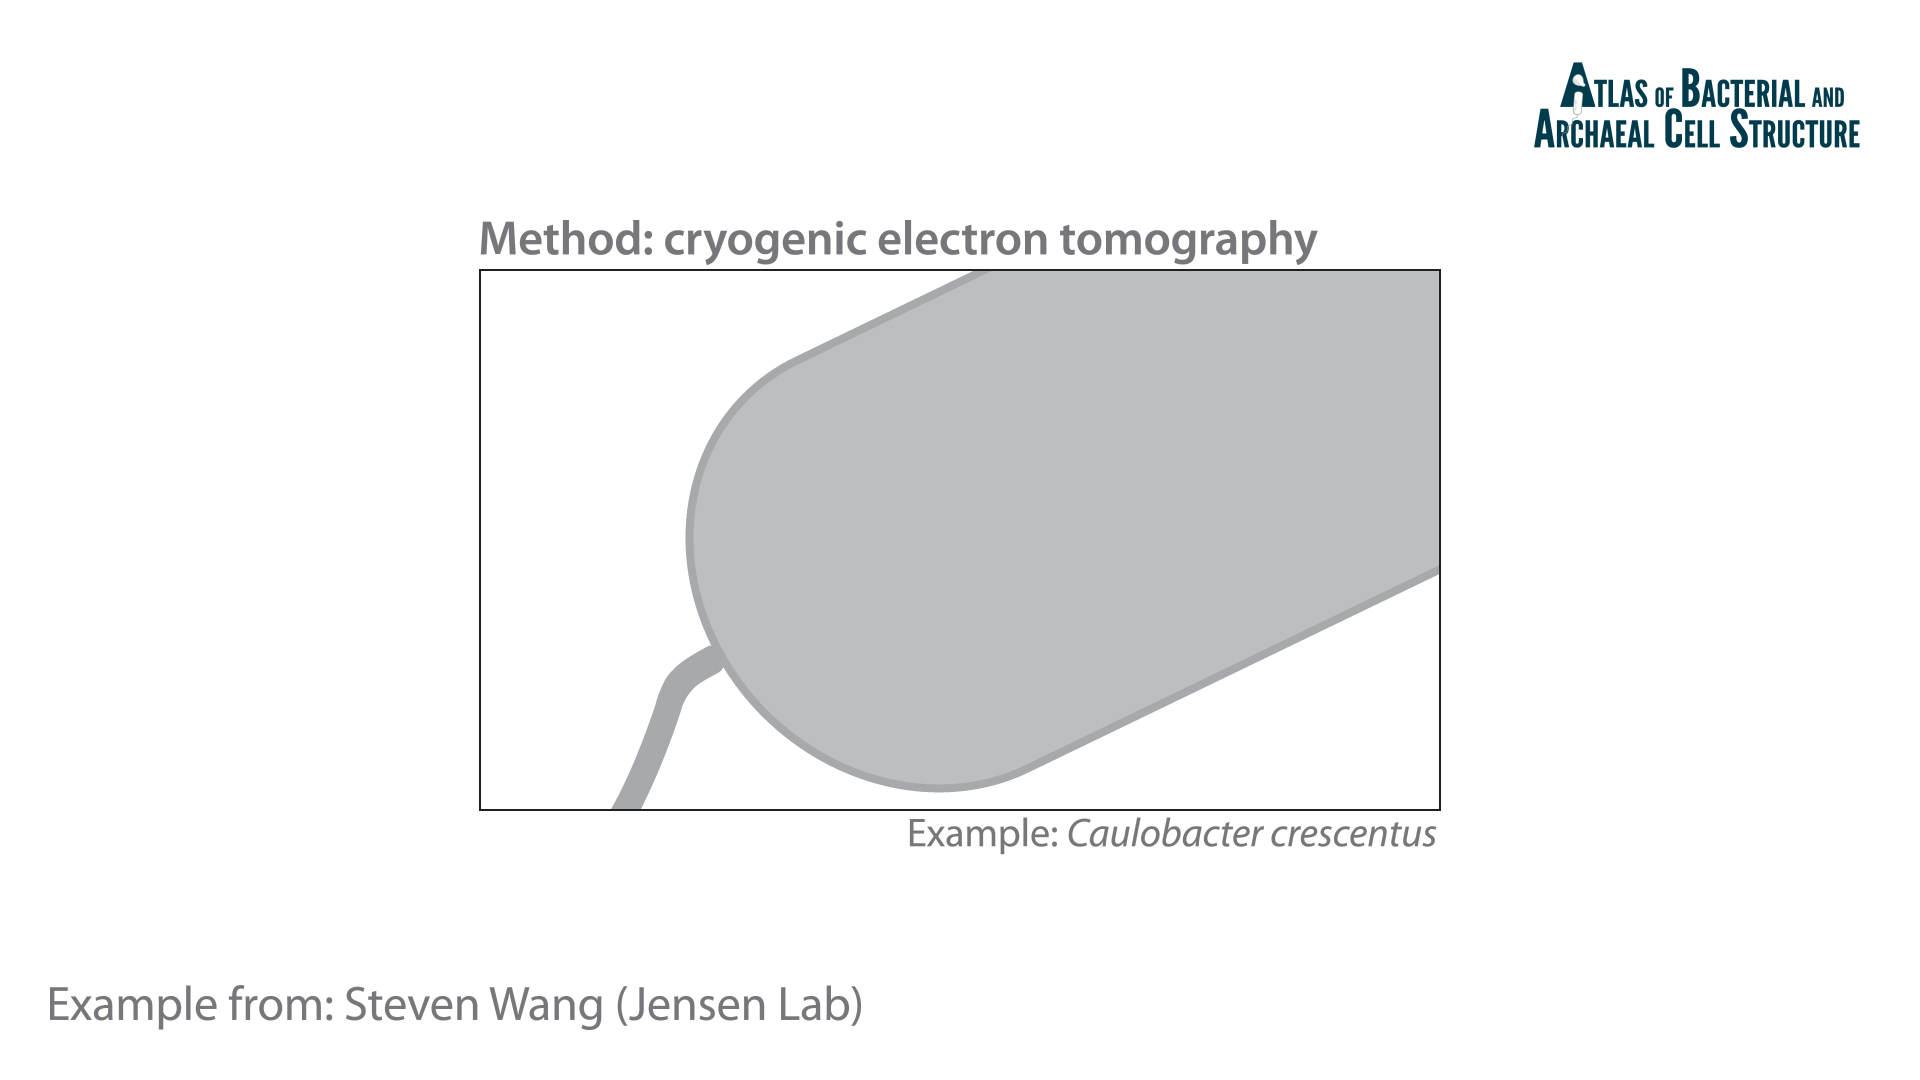 ATLAS OF BACTERIAL AND
ARCHAEAL CELL STRUCTURE
Method: cryogenic electron tomography
Example: Caulobacter crescentus
Example from: Steven Wang (Jensen Lab)